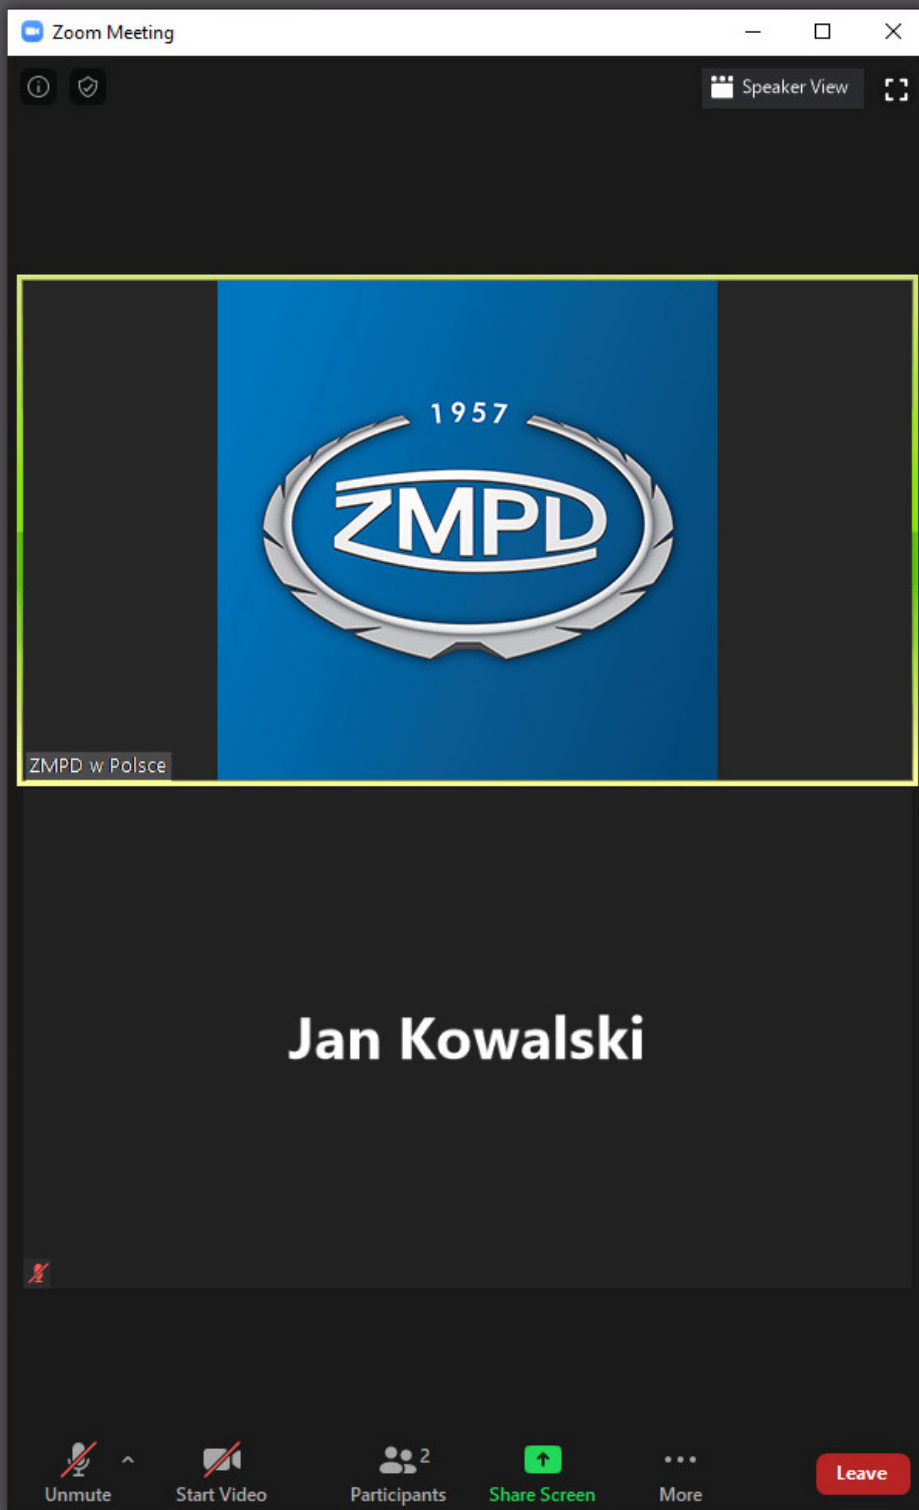 Zoom Meeting
Speaker View
1957
ZMPD
ZMPD w Polsce
Jan Kowalski
2
Unmute
Start Video
Participants
Share Screen
More
Leave